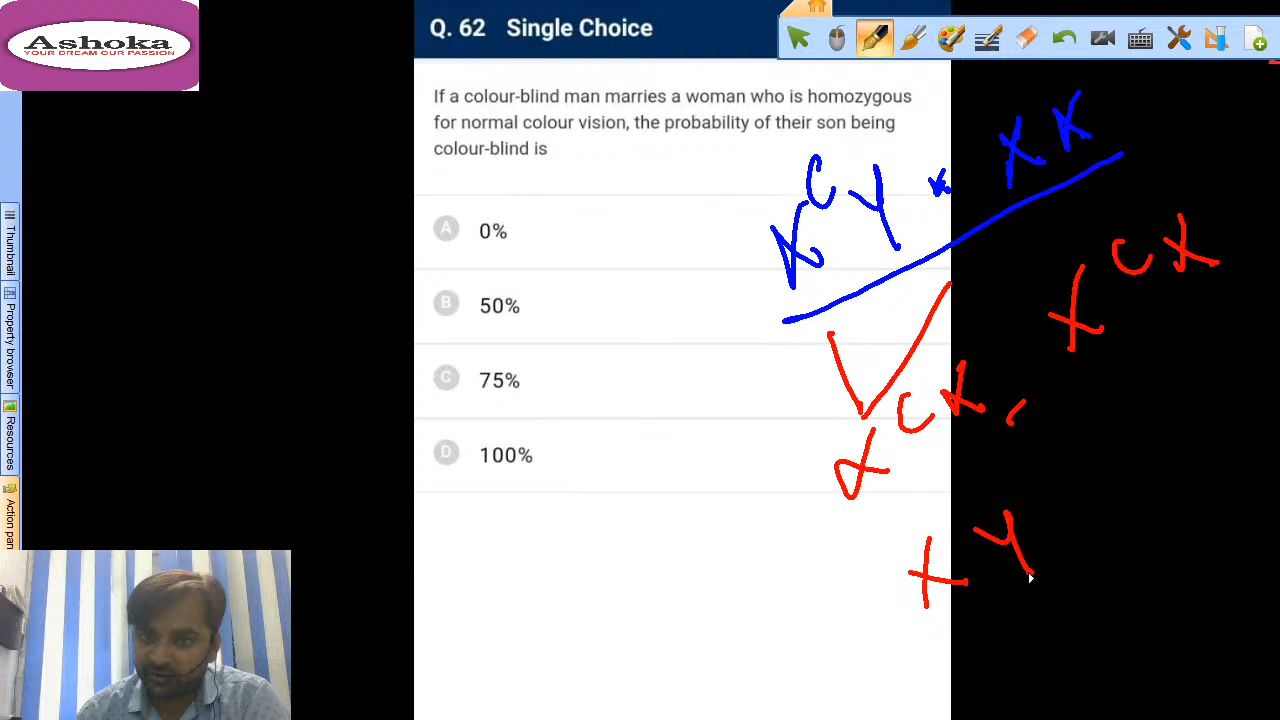 Ashoka
YOUR DREAM OUR PASSION
Q. 62 Single Choice
If a colour-blind man marries a woman who is homozygous
for normal colour vision, the probability of their son being
colour-blind is
A 0%
B 50%
C 75%
D 100%
X C Y × X X
X C X
X C X,
X Y
Thumbnail
Property browser
Resources
Action pan